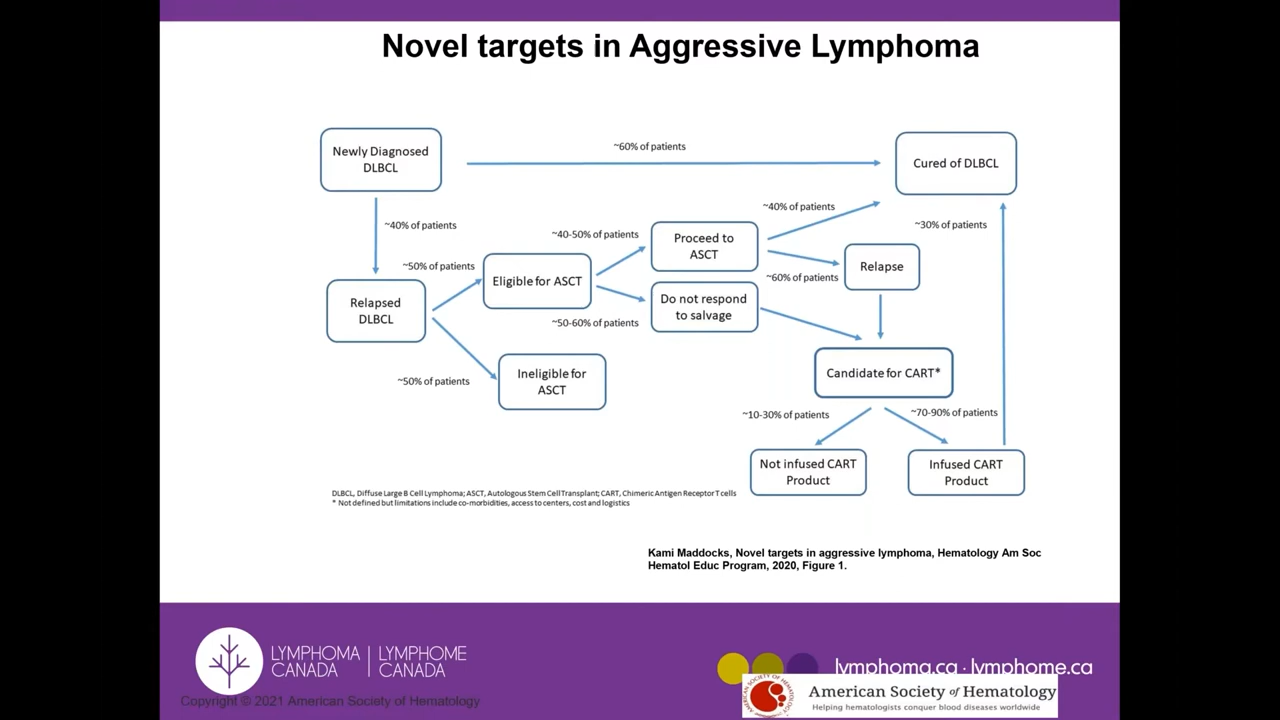 Novel targets in Aggressive Lymphoma
Newly Diagnosed
DLBCL
~60% of patients
Cured of DLBCL
~40% of patients
Relapsed
DLBCL
~50% of patients
Eligible for ASCT
~50% of patients
Ineligible for
ASCT
~40-50% of patients
Proceed to
ASCT
~50-60% of patients
Do not respond
to salvage
~40% of patients
~60% of patients
Relapse
~30% of patients
Candidate for CART*
~10-30% of patients
~70-90% of patients
Not infused CART
Product
Infused CART
Product
DLBCL, Diffuse Large B Cell Lymphoma; ASCT, Autologous Stem Cell Transplant; CART, Chimeric Antigen Receptor T cells
* Not defined but limitations include co-morbidities, access to centers, cost and logistics
Kami Maddocks, Novel targets in aggressive lymphoma, Hematology Am Soc
Hematol Educ Program, 2020, Figure 1.
LYMPHOMA | LYMPHOME
CANADA | CANADA
lymphoma.ca · lymphome.ca
AMERICAN SOCIETY OF HEMATOLOGY
American Society of Hematology
Helping hematologists conquer blood diseases worldwide
Copyright © 2021 American Society of Hematology